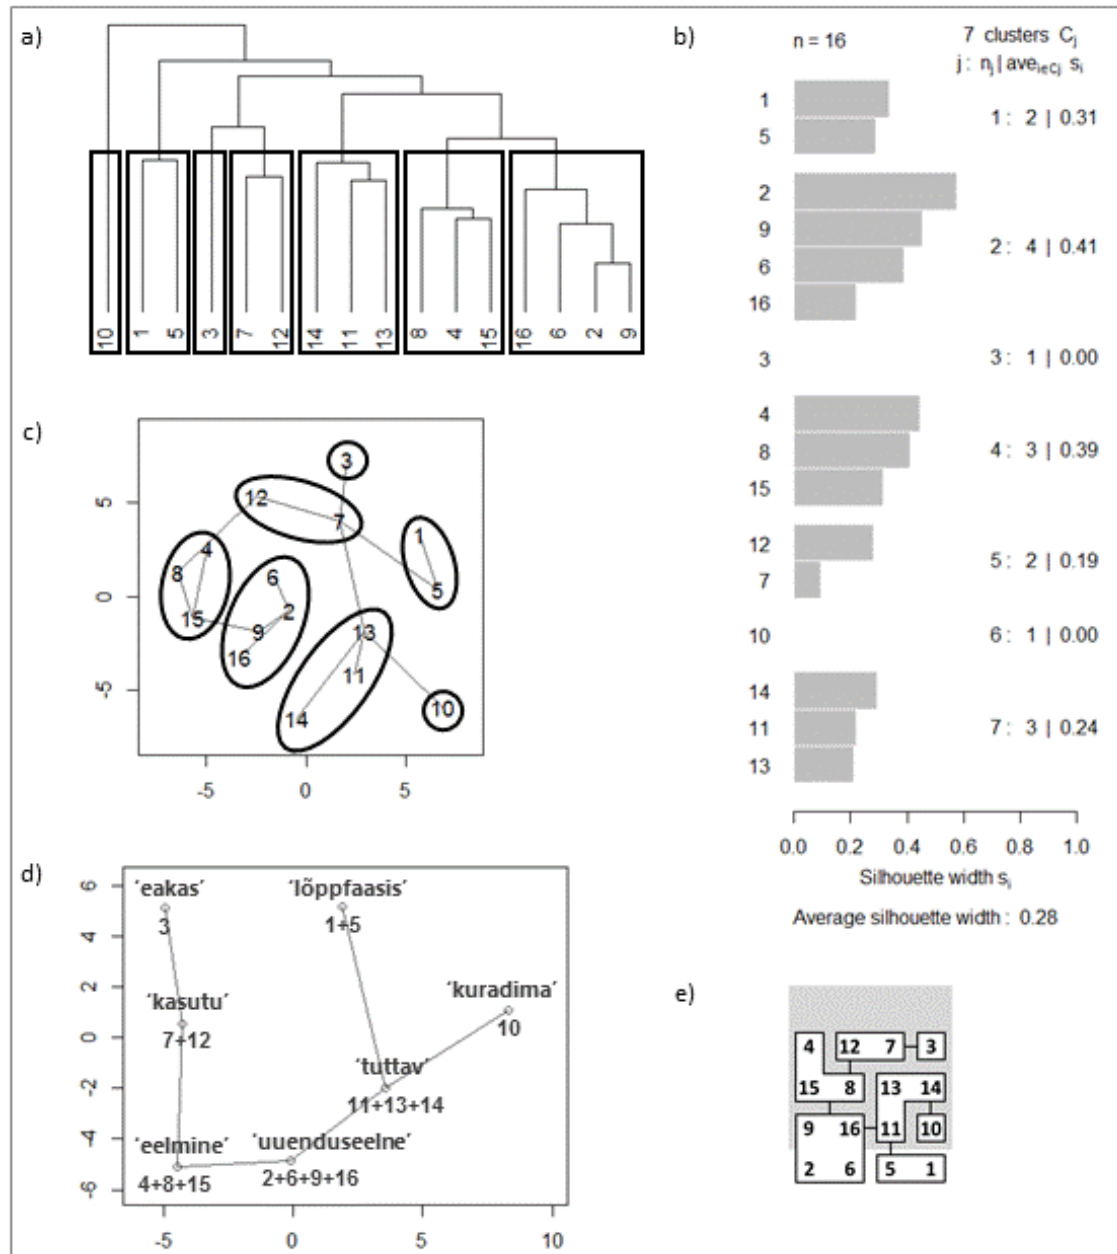 a)
10 1 5 3 7 12 14 11 13 8 4 15 16 6 2 9
b)
n = 16
7 clusters Cj
j : nj | aveiєCj si
1
5
1 : 2 | 0.31
2
9
6
16
2 : 4 | 0.41
3
3 : 1 | 0.00
4
8
15
4 : 3 | 0.39
12
7
5 : 2 | 0.19
10
6 : 1 | 0.00
14
11
13
7 : 3 | 0.24
0.0 0.2 0.4 0.6 0.8 1.0
Silhouette width si
Average silhouette width : 0.28
c)
5
0
-5
3
12
7
1
4
8
6
5
15
2
9
13
16
11
10
14
-5 0 5
d)
6
4
2
0
-2
-4
-6
´eakas´
3
´lõppfaasis´
1+5
´kasutu´
7+12
´kuradima´
10
´tuttav´
11+13+14
´eelmine´
4+8+15
´uuenduseelne´
2+6+9+16
-5 0 5 10
e)
4 12 7 3
15 8 13 14
9 16 11 10
2 6 5 1